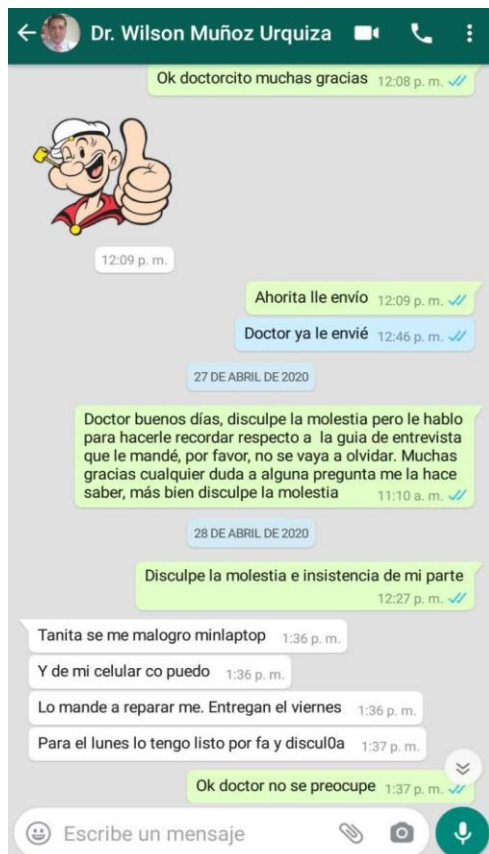 Dr. Wilson Muñoz Urquiza
Ok doctorcito muchas gracias 12:08 p. m.
12:09 p. m.
Ahorita lle envío 12:09 p. m.
Doctor ya le envié 12:46 p. m.
27 DE ABRIL DE 2020
Doctor buenos días, disculpe la molestia pero le hablo
para hacerle recordar respecto a la guia de entrevista
que le mandé, por favor, no se vaya a olvidar. Muchas
gracias cualquier duda a alguna pregunta me la hace
saber, más bien disculpe la molestia 11:10 a. m.
28 DE ABRIL DE 2020
Disculpe la molestia e insistencia de mi parte
12:27 p. m.
Tanita se me malogro minlaptop 1:36 p. m.
Y de mi celular co puedo 1:36 p. m.
Lo mande a reparar me. Entregan el viernes 1:36 p. m.
Para el lunes lo tengo listo por fa y discul0a 1:37 p. m.
Ok doctor no se preocupe 1:37 p. m.
Escribe un mensaje